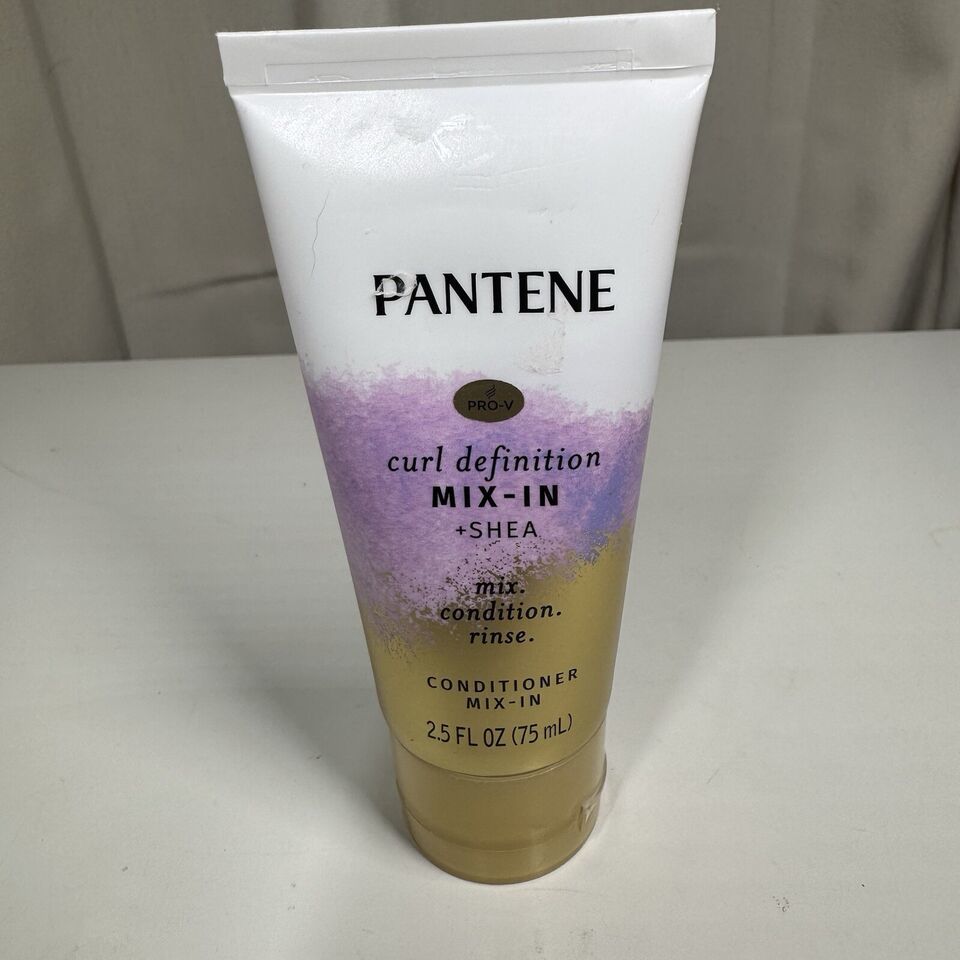 PANTENE
PRO-V
curl definition
MIX-IN
+SHEA
mix.
condition.
rinse.
CONDITIONER
MIX-IN
2.5 FL OZ (75 mL)